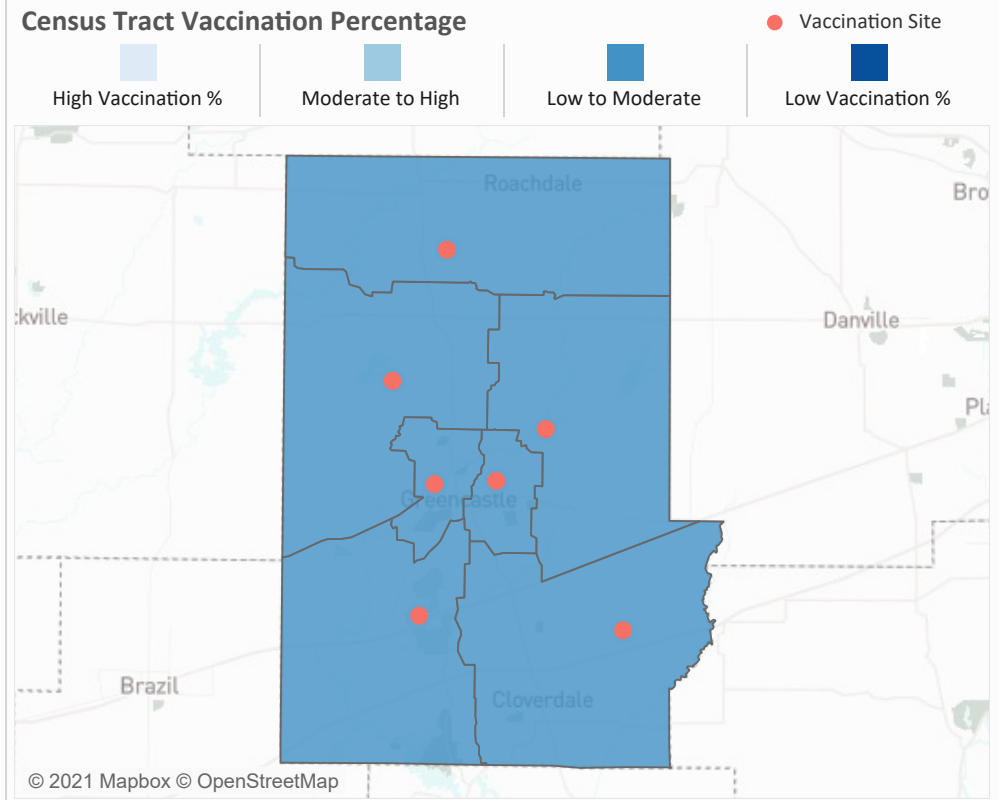 Census Tract Vaccination Percentage
Vaccination Site
High Vaccination %
Moderate to High
Low to Moderate
Low Vaccination %
Roachdale
Bro
ckville
Danville
Pla
Greencastle
Brazil
Cloverdale
© 2021 Mapbox © OpenStreetMap